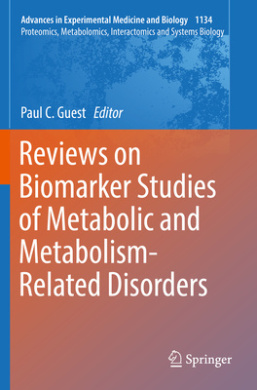 Advances in Experimental Medicine and Biology 1134
Proteomics, Metabolomics, Interactomics and Systems Biology
Paul C. Guest Editor
Reviews on
Biomarker Studies
of Metabolic and
Metabolism-
Related Disorders
Springer